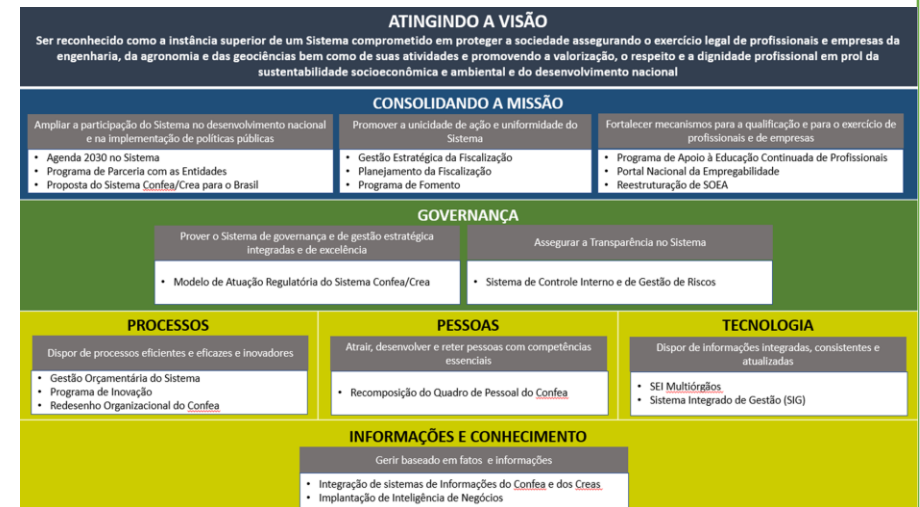 ATINGINDO A VISÃO
Ser reconhecido como a instância superior de um Sistema comprometido em proteger a sociedade assegurando o exercício legal de profissionais e empresas da
engenharia, da agronomia e das geociências bem como de suas atividades e promovendo a valorização, o respeito e a dignidade profissional em prol da
sustentabilidade socioeconômica e ambiental e do desenvolvimento nacional
CONSOLIDANDO A MISSÃO
Ampliar a participação do Sistema no desenvolvimento nacional
e na implementação de políticas públicas
• Agenda 2030 no Sistema
• Programa de Parceria com as Entidades
• Proposta do Sistema Confea/Crea para o Brasil
Promover a unicidade de ação e uniformidade do
Sistema
• Gestão Estratégica da Fiscalização
• Planejamento da Fiscalização
• Programa de Fomento
Fortalecer mecanismos para a qualificação e para o exercício de
profissionais e de empresas
• Programa de Apoio à Educação Continuada de Profissionais
• Portal Nacional da Empregabilidade
• Reestruturação de SOEA
GOVERNANÇA
Prover o Sistema de governança e de gestão estratégica
integradas e de excelência
• Modelo de Atuação Regulatória do Sistema Confea/Crea
Assegurar a Transparência no Sistema
• Sistema de Controle Interno e de Gestão de Riscos
PROCESSOS
Dispor de processos eficientes e eficazes e inovadores
• Gestão Orçamentária do Sistema
• Programa de Inovação
• Redesenho Organizacional do Confea
PESSOAS
Atrair, desenvolver e reter pessoas com competências
essenciais
• Recomposição do Quadro de Pessoal do Confea
TECNOLOGIA
Dispor de informações integradas, consistentes e
atualizadas
• SEI Multiórgãos
• Sistema Integrado de Gestão (SIG)
INFORMAÇÕES E CONHECIMENTO
Gerir baseado em fatos e informações
• Integração de sistemas de Informações do Confea e dos Creas
• Implantação de Inteligência de Negócios